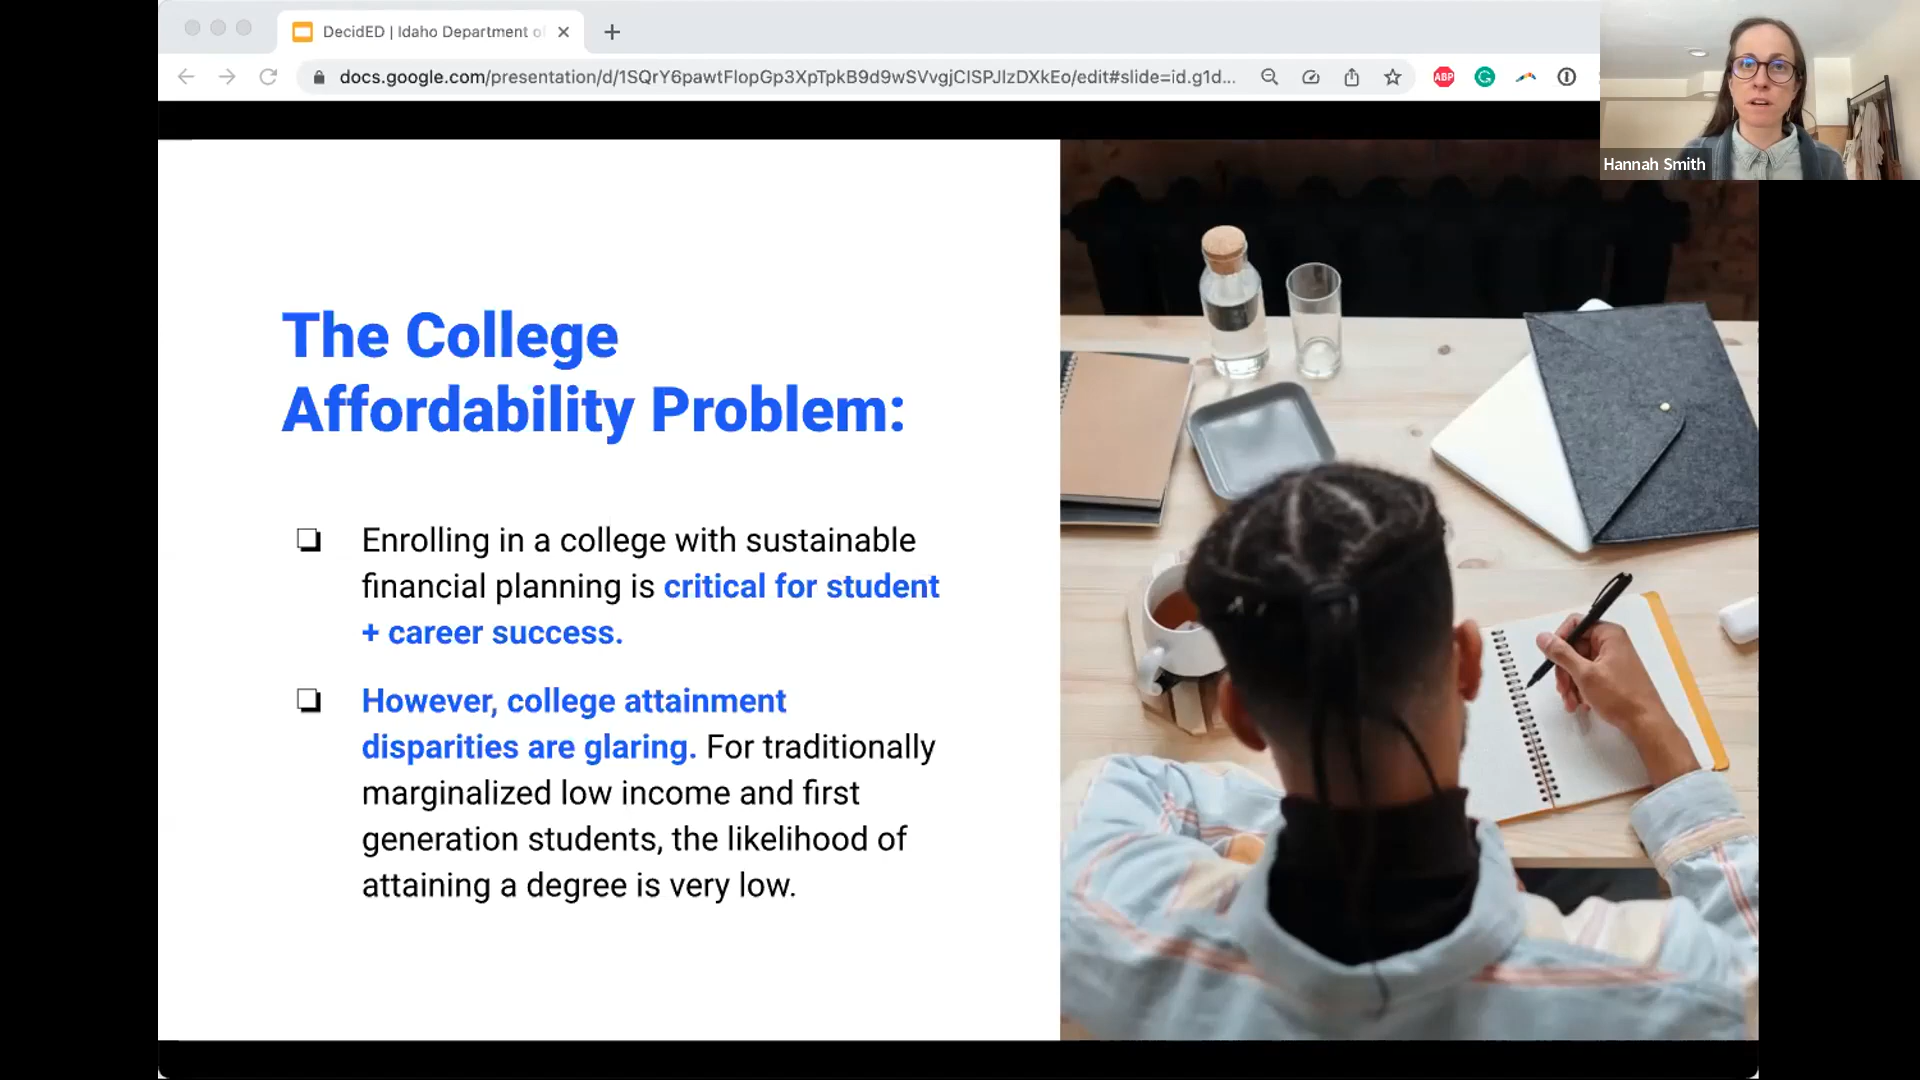 DecidED | Idaho Department o
docs.google.com/presentation/d/1SQrY6pawtFlopGp3XpTpkB9d9wSVvgjClSPJlzDXkEo/edit#slide=id.g1d...
ABP
Hannah Smith
The College
Affordability Problem:
Enrolling in a college with sustainable
financial planning is critical for student
+ career success.
However, college attainment
disparities are glaring. For traditionally
marginalized low income and first
generation students, the likelihood of
attaining a degree is very low.